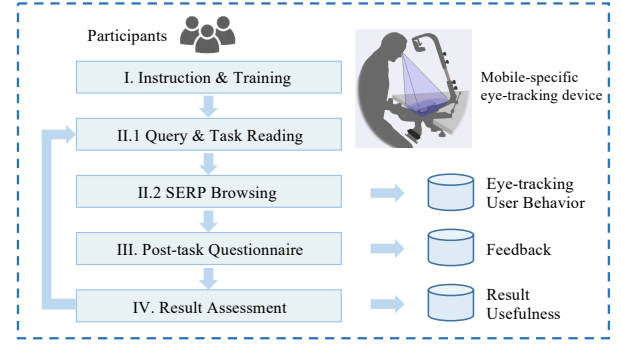 Participants
I. Instruction & Training
Mobile-specific
eye-tracking device
II.1 Query & Task Reading
II.2 SERP Browsing
Eye-tracking
User Behavior
III. Post-task Questionnaire
Feedback
IV. Result Assessment
Result
Usefulness